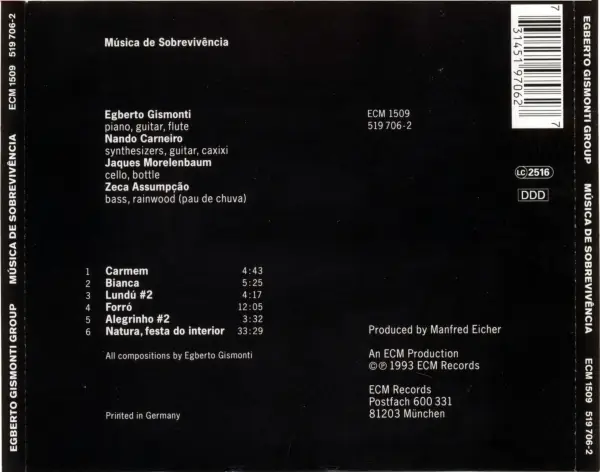 EGBERTO GISMONTI GROUP MÚSICA DE SOBREVIVÊNCIA ECM 1509 519 706-2
Música de Sobrevivência
Egberto Gismonti
piano, guitar, flute
Nando Carneiro
synthesizers, guitar, caxixi
Jaques Morelenbaum
cello, bottle
Zeca Assumpção
bass, rainwood (pau de chuva)
ECM 1509
519 706-2
7 31451 97062 7
LC 2516
DDD
1 Carmem 4:43
2 Bianca 5:25
3 Lundú #2 4:17
4 Forró 12:05
5 Alegrinho #2 3:32
6 Natura, festa do interior 33:29
All compositions by Egberto Gismonti
Printed in Germany
Produced by Manfred Eicher
An ECM Production
©℗ 1993 ECM Records
ECM Records
Postfach 600 331
81203 München
EGBERTO GISMONTI GROUP MÚSICA DE SOBREVIVÊNCIA ECM 1509 519 706-2